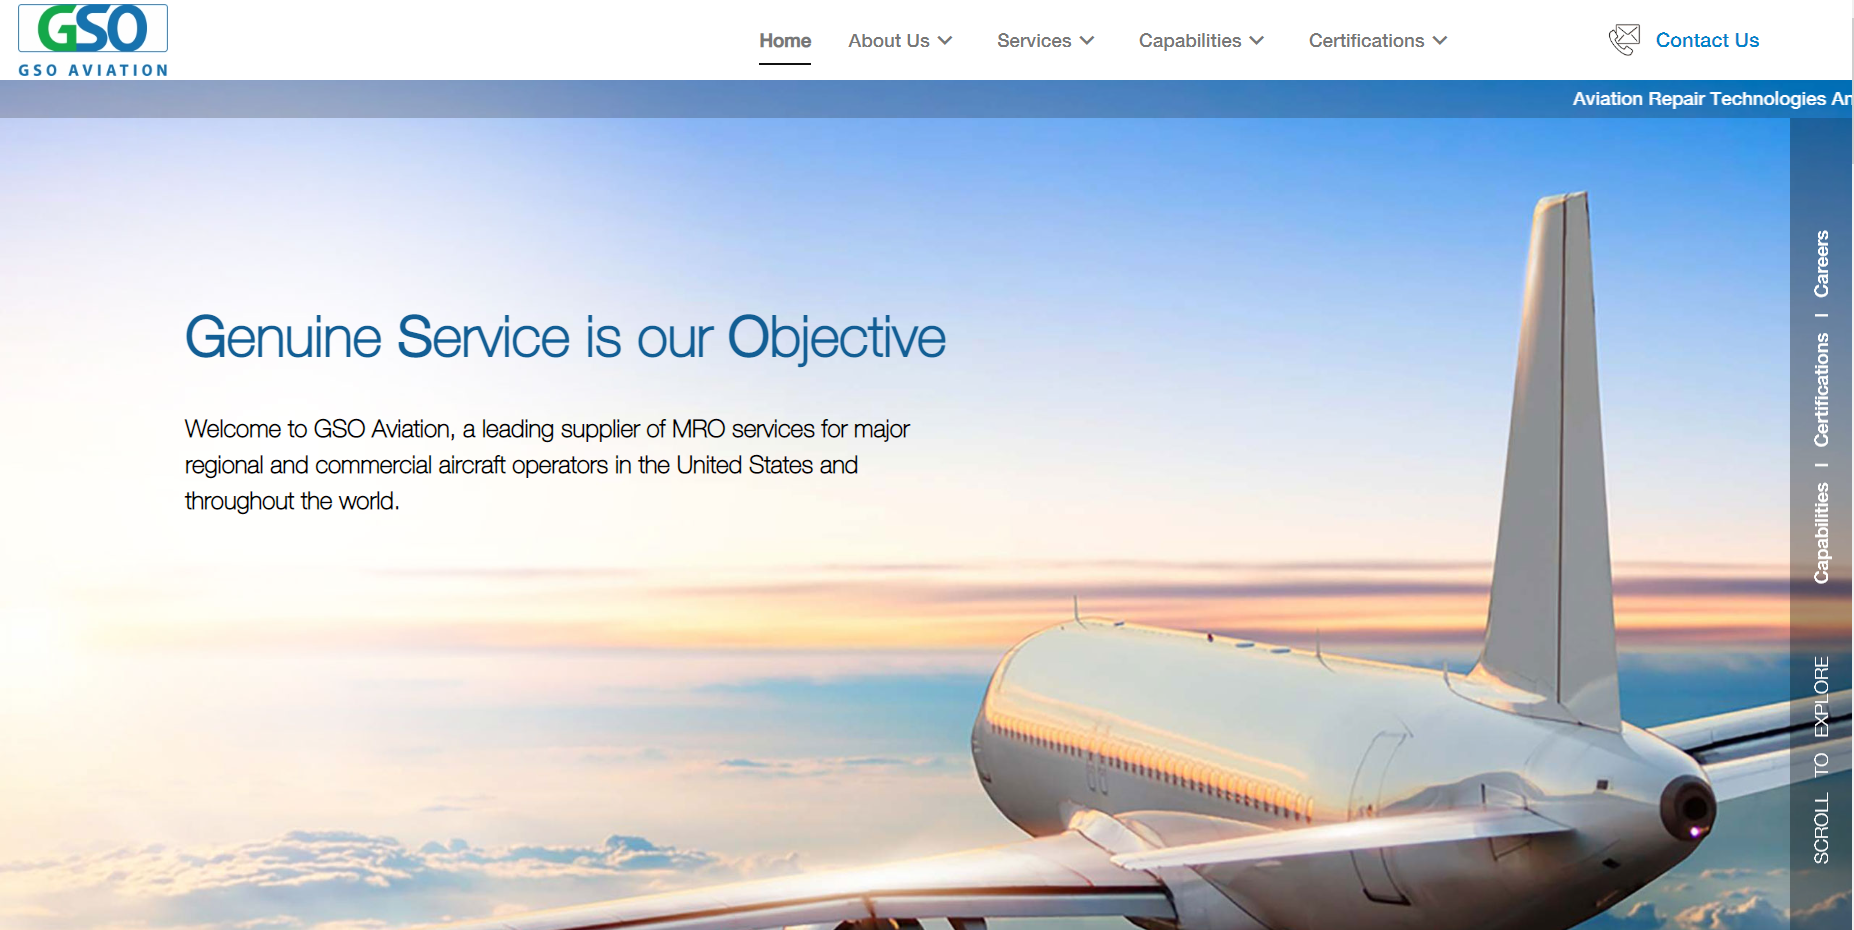 GSO
GSO AVIATION
Home
About Us
Services
Capabilities
Certifications
Contact Us
Aviation Repair Technologies An
Genuine Service is our Objective
Welcome to GSO Aviation, a leading supplier of MRO services for major
regional and commercial aircraft operators in the United States and
throughout the world.
SCROLL TO EXPLORE Capabilities I Certifications I Careers